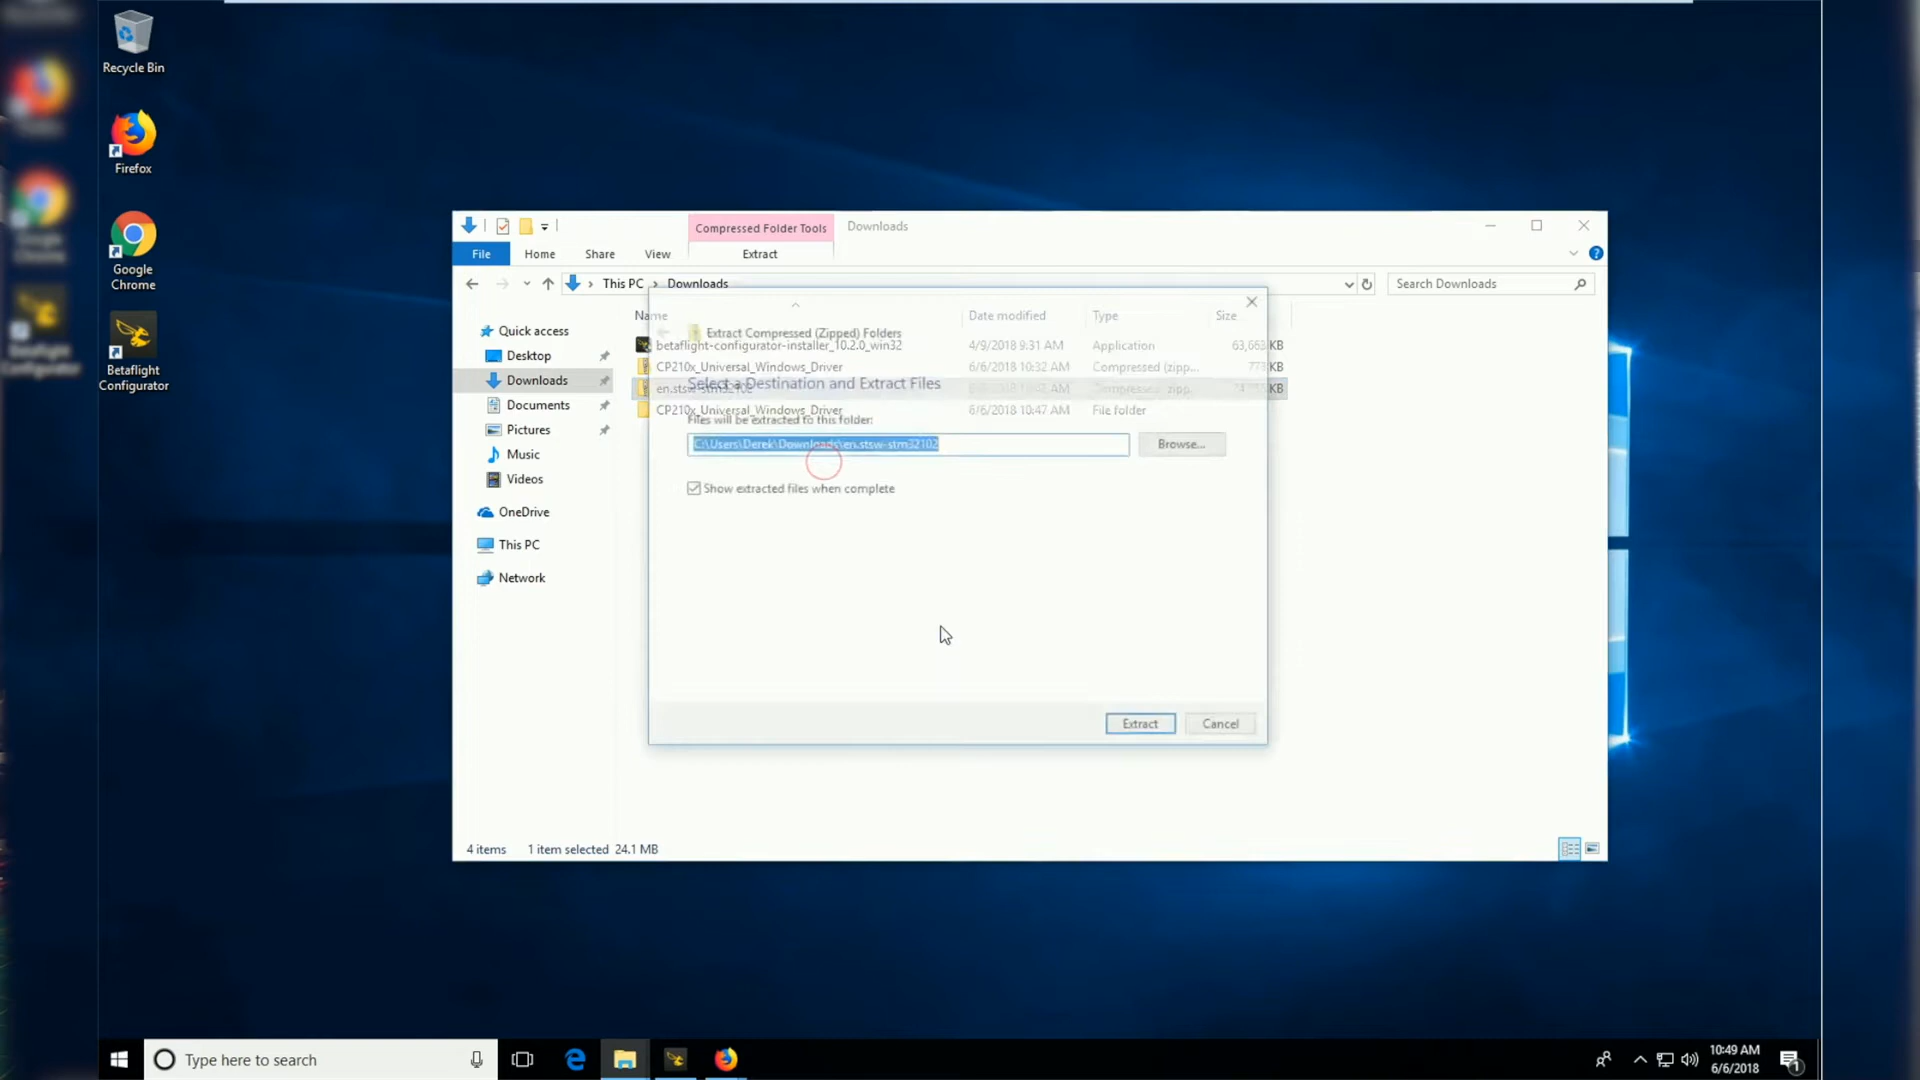 Recycle Bin
Firefox
Google
Chrome
Betaflight
Configurator
Compressed Folder Tools
Downloads
File
Home
Share
View
Extract
This PC
Downloads
Search Downloads
Quick access
Desktop
Downloads
Documents
Pictures
Music
Videos
OneDrive
This PC
Network
Name
Date modified
Type
Size
Extract Compressed (Zipped) Folders
betaflight-configurator-installer_10.2.0_win32
4/9/2018 9:31 AM
Application
KB
CP210x_Universal_Windows_Driver
6/6/2018 10:32 AM
Compressed (zipp...
KB
Select a Destination and Extract Files
KB
CP210x_Universal_Windows_Driver
6/6/2018 10:47 AM
File folder
Files will be extracted to this folder:
C:\Users\Derek\Downloads\en.stsw-stm32102
Browse...
Show extracted files when complete
Extract
Cancel
4 items
1 item selected 24.1 MB
Type here to search
10:49 AM
6/6/2018
1